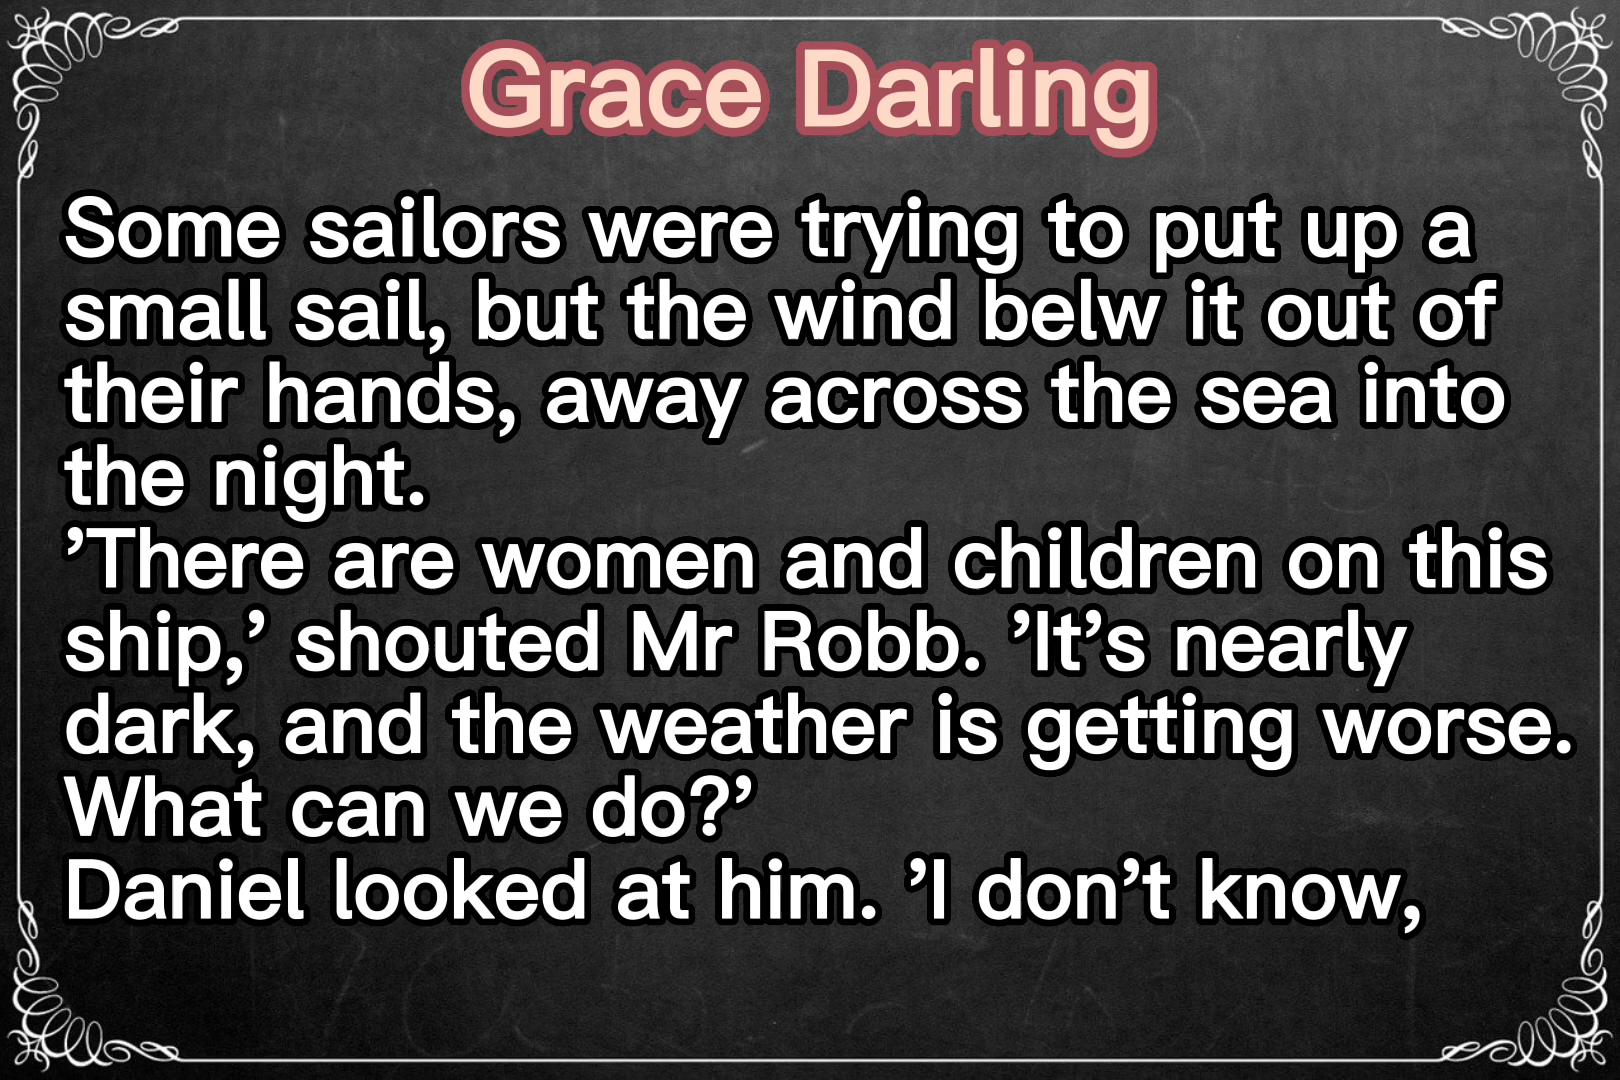 Grace Darling
Some sailors were trying to put up a
small sail, but the wind belw it out of
their hands, away across the sea into
the night.
’There are women and children on this
ship,’ shouted Mr Robb. ’It’s nearly
dark, and the weather is getting worse.
What can we do?’
Daniel looked at him. ’I don’t know,